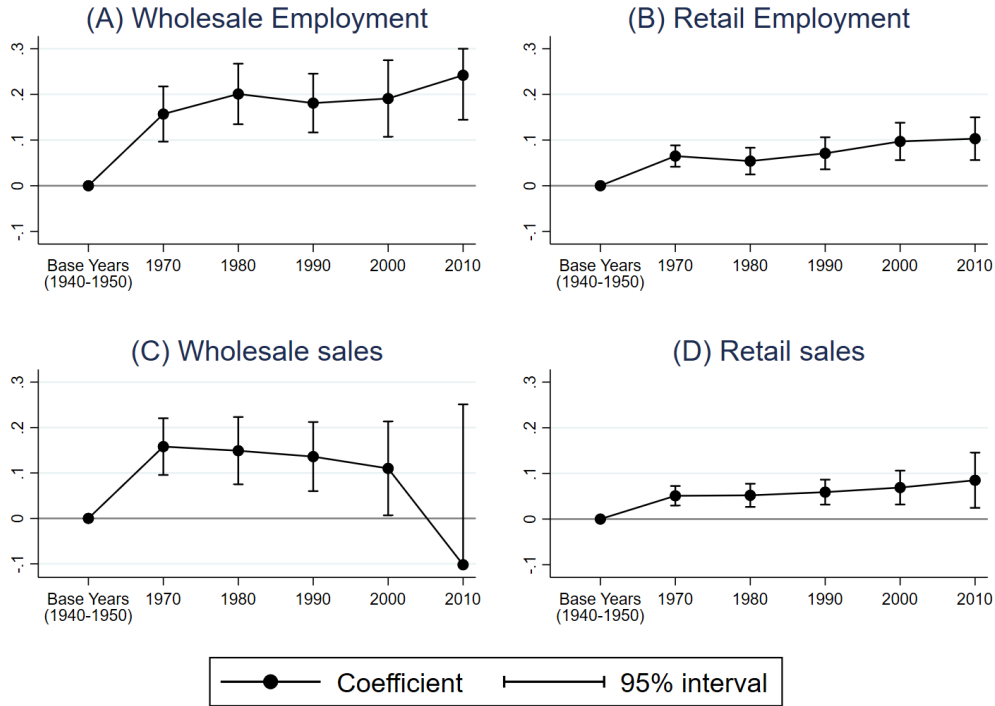 (A) Wholesale Employment
.3
.2
.1
0
-.1
Base Years 1970 1980 1990 2000 2010
(1940-1950)
(B) Retail Employment
.3
.2
.1
0
-.1
Base Years 1970 1980 1990 2000 2010
(1940-1950)
(C) Wholesale sales
.3
.2
.1
0
-.1
Base Years 1970 1980 1990 2000 2010
(1940-1950)
(D) Retail sales
.3
.2
.1
0
-.1
Base Years 1970 1980 1990 2000 2010
(1940-1950)
Coefficient 95% interval